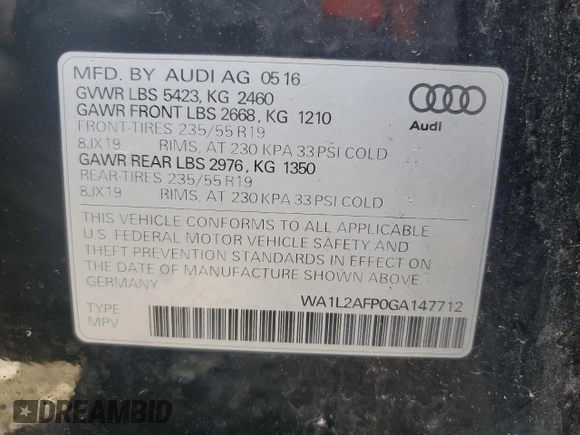 MFD. BY AUDI AG 05 16
GVWR LBS 5423, KG 2460
GAWR FRONT LBS 2668, KG 1210
FRONT-TIRES 235/55 R19
8JX19 RIMS, AT 230 KPA 33 PSI COLD
GAWR REAR LBS 2976, KG 1350
REAR-TIRES 235/55 R19
8JX19 RIMS, AT 230 KPA 33 PSI COLD
Audi
THIS VEHICLE CONFORMS TO ALL APPLICABLE
U.S. FEDERAL MOTOR VEHICLE SAFETY AND
THEFT PREVENTION STANDARDS IN EFFECT ON
THE DATE OF MANUFACTURE SHOWN ABOVE
GERMANY
WA1L2AFP0GA147712
TYPE
MPV
DREAMBID